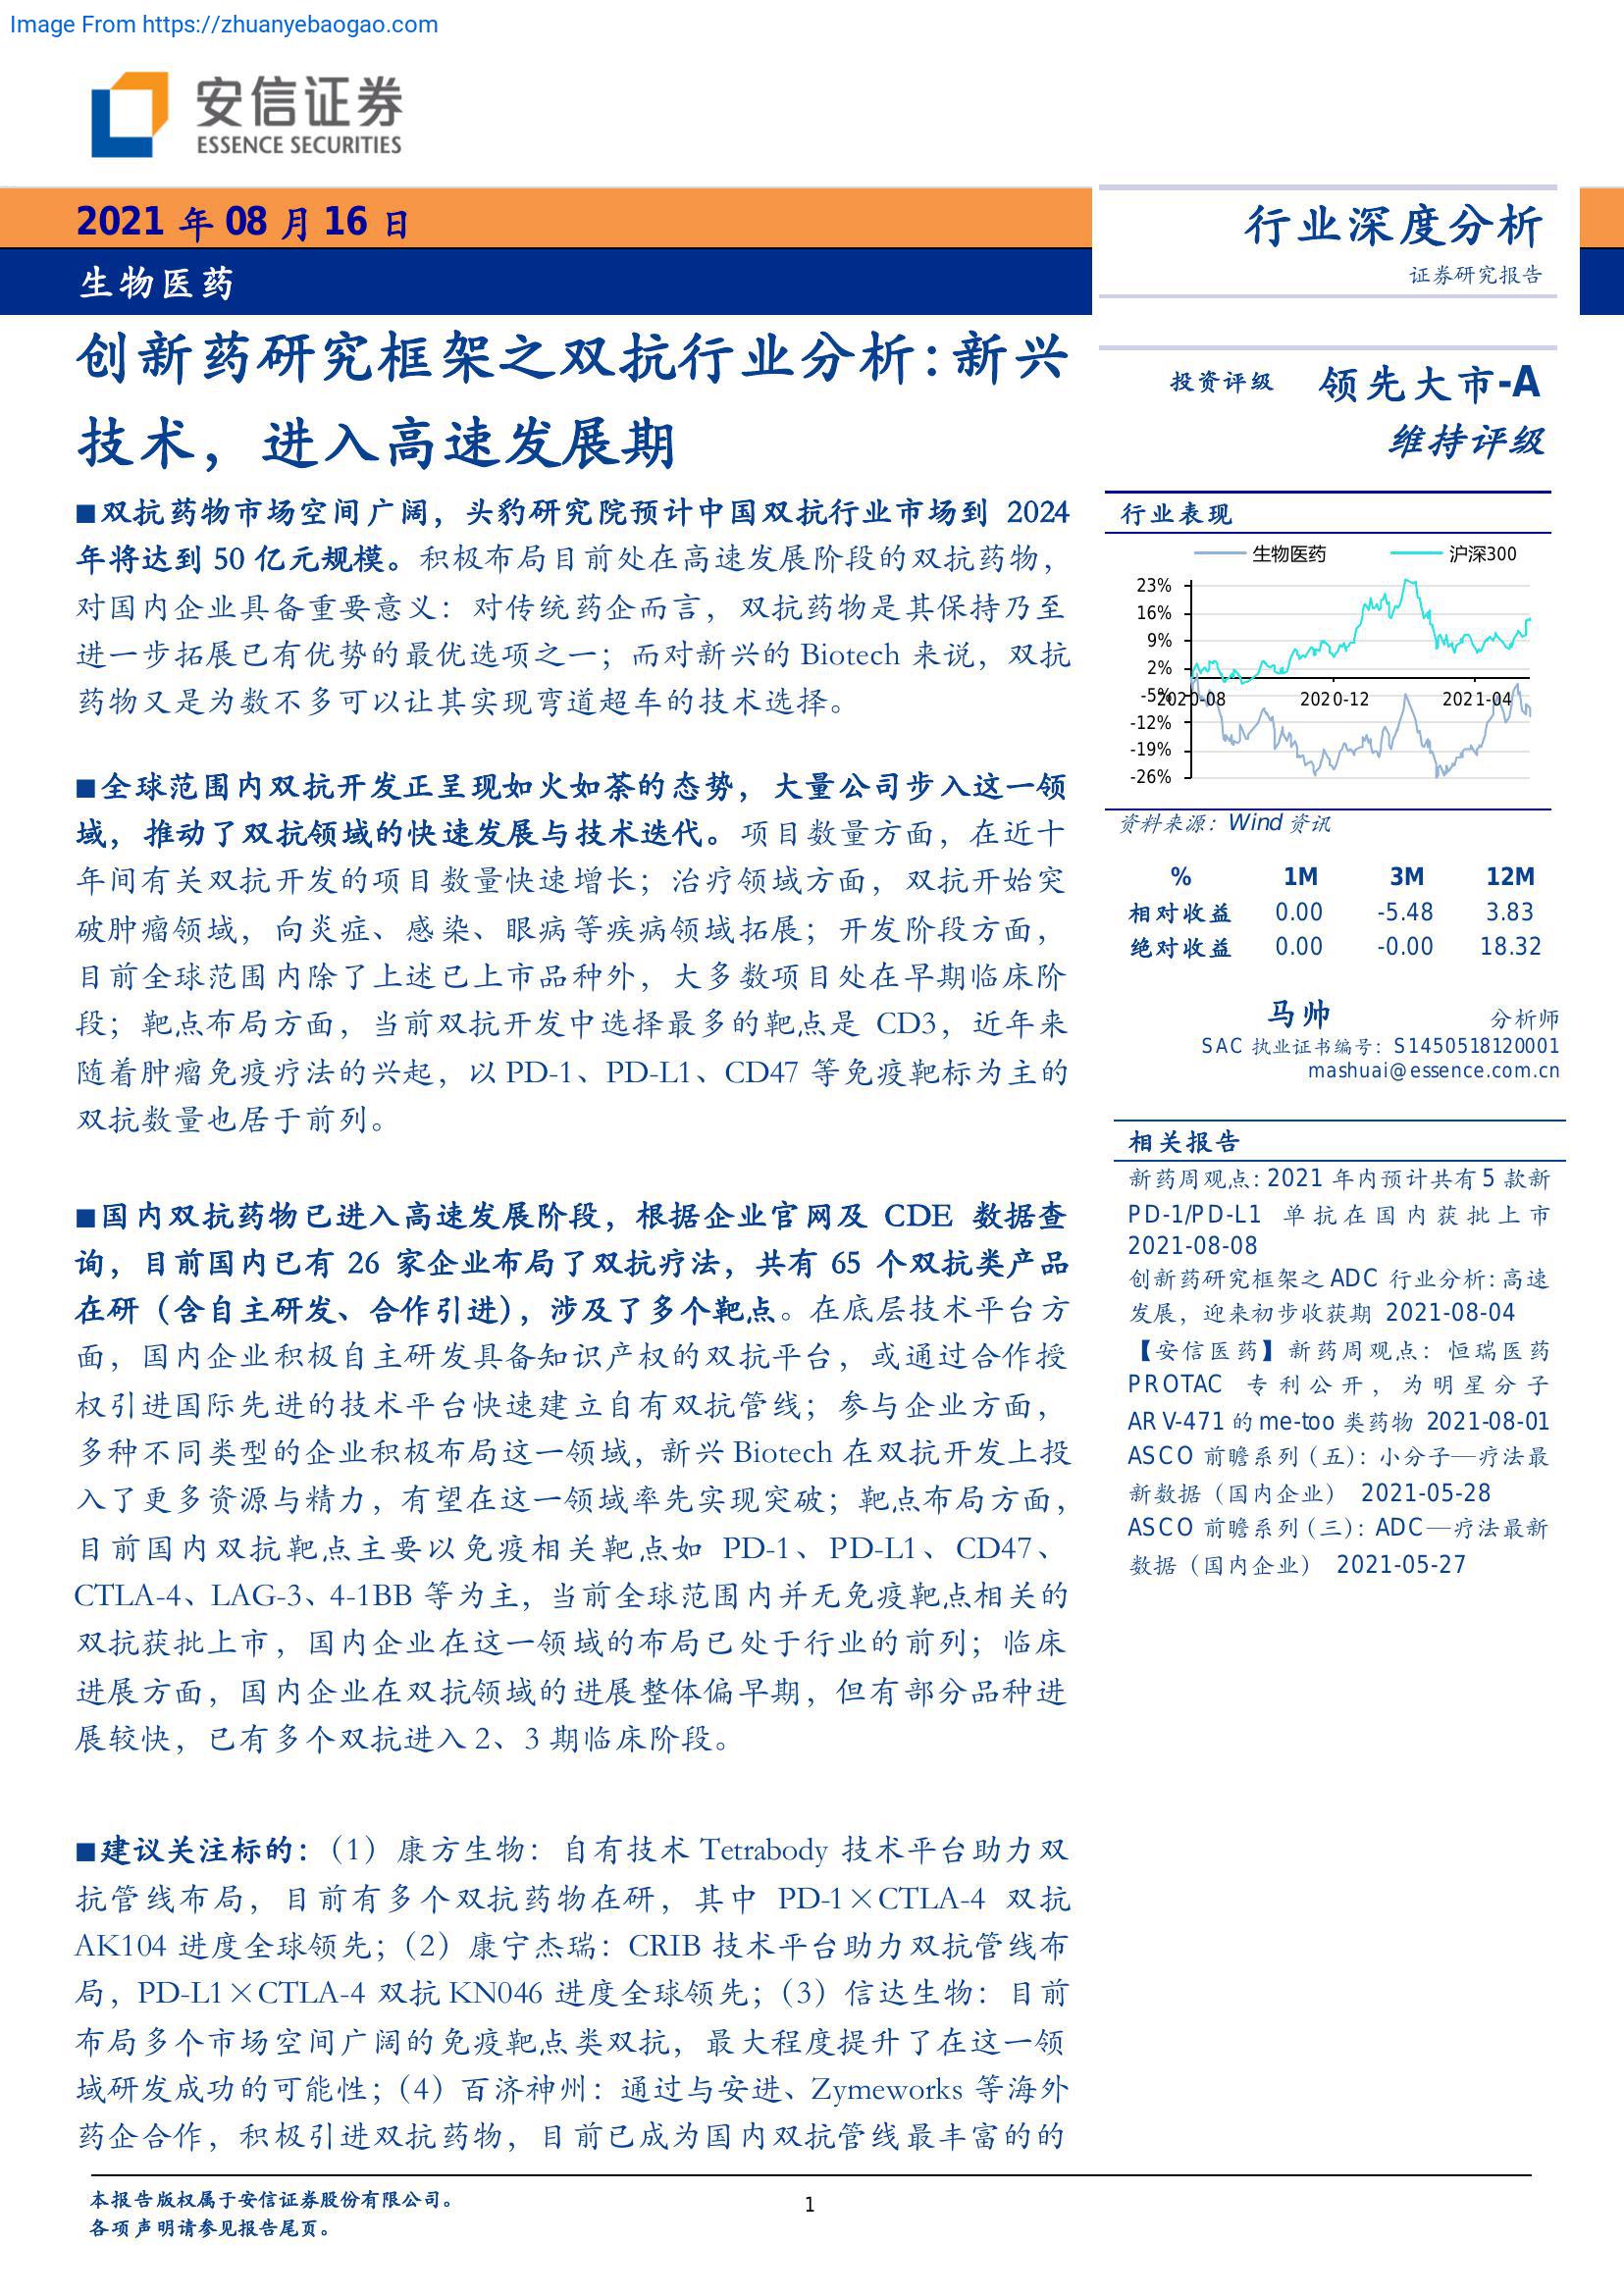 Image From https://zhuanyebaogao.com
安信证券
ESSENCE SECURITIES
2021 年 08 月 16 日
生物医药
创新药研究框架之双抗行业分析:新兴
技术，进入高速发展期
■双抗药物市场空间广阔，头豹研究院预计中国双抗行业市场到 2024
年将达到 50 亿元规模。积极布局目前处在高速发展阶段的双抗药物，
对国内企业具备重要意义：对传统药企而言，双抗药物是其保持乃至
进一步拓展已有优势的最优选项之一；而对新兴的 Biotech 来说，双抗
药物又是为数不多可以让其实现弯道超车的技术选择。
■全球范围内双抗开发正呈现如火如荼的态势，大量公司步入这一领
域，推动了双抗领域的快速发展与技术迭代。项目数量方面，在近十
年间有关双抗开发的项目数量快速增长；治疗领域方面，双抗开始突
破肿瘤领域，向炎症、感染、眼病等疾病领域拓展；开发阶段方面，
目前全球范围内除了上述已上市品种外，大多数项目处在早期临床阶
段；靶点布局方面，当前双抗开发中选择最多的靶点是 CD3，近年来
随着肿瘤免疫疗法的兴起，以 PD-1、PD-L1、CD47 等免疫靶标为主的
双抗数量也居于前列。
■国内双抗药物已进入高速发展阶段，根据企业官网及 CDE 数据查
询，目前国内已有 26 家企业布局了双抗疗法，共有 65 个双抗类产品
在研（含自主研发、合作引进），涉及了多个靶点。在底层技术平台方
面，国内企业积极自主研发具备知识产权的双抗平台，或通过合作授
权引进国际先进的技术平台快速建立自有双抗管线；参与企业方面，
多种不同类型的企业积极布局这一领域，新兴 Biotech 在双抗开发上投
入了更多资源与精力，有望在这一领域率先实现突破；靶点布局方面，
目前国内双抗靶点主要以免疫相关靶点如 PD-1、PD-L1、CD47、
CTLA-4、LAG-3、4-1BB 等为主，当前全球范围内并无免疫靶点相关的
双抗获批上市，国内企业在这一领域的布局已处于行业的前列；临床
进展方面，国内企业在双抗领域的进展整体偏早期，但有部分品种进
展较快，已有多个双抗进入 2、3 期临床阶段。
■建议关注标的：（1）康方生物：自有技术 Tetrabody 技术平台助力双
抗管线布局，目前有多个双抗药物在研，其中 PD-1×CTLA-4 双抗
AK104 进度全球领先；（2）康宁杰瑞：CRIB 技术平台助力双抗管线布
局，PD-L1×CTLA-4 双抗 KN046 进度全球领先；（3）信达生物：目前
布局多个市场空间广阔的免疫靶点类双抗，最大程度提升了在这一领
域研发成功的可能性；（4）百济神州：通过与安进、Zymeworks 等海外
药企合作，积极引进双抗药物，目前已成为国内双抗管线最丰富的的
行业深度分析
证券研究报告
投资评级 领先大市-A
维持评级
行业表现
生物医药 沪深300
23%
16%
9%
2%
-5%
-12%
-19%
-26%
2020-08 2020-12 2021-04
资料来源：Wind 资讯
% 1M 3M 12M
相对收益 0.00 -5.48 3.83
绝对收益 0.00 -0.00 18.32
马帅 分析师
SAC 执业证书编号：S1450518120001
mashuai@essence.com.cn
相关报告
新药周观点：2021 年内预计共有 5 款新
PD-1/PD-L1 单抗在国内获批上市
2021-08-08
创新药研究框架之 ADC 行业分析：高速
发展，迎来初步收获期 2021-08-04
【安信医药】新药周观点：恒瑞医药
PROTAC 专利公开，为明星分子
ARV-471 的 me-too 类药物 2021-08-01
ASCO 前瞻系列（五）：小分子—疗法最
新数据（国内企业） 2021-05-28
ASCO 前瞻系列（三）：ADC—疗法最新
数据（国内企业） 2021-05-27
本报告版权属于安信证券股份有限公司。
各项声明请参见报告尾页。
1